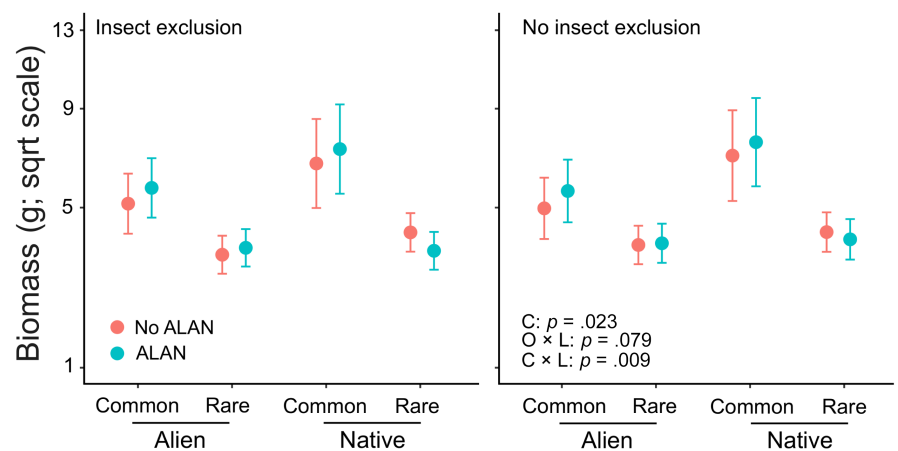 Biomass (g; sqrt scale)
13
9
5
1
Insect exclusion
No ALAN
ALAN
Common Rare Common Rare
Alien Native
No insect exclusion
C: p = .023
O × L: p = .079
C × L: p = .009
Common Rare Common Rare
Alien Native